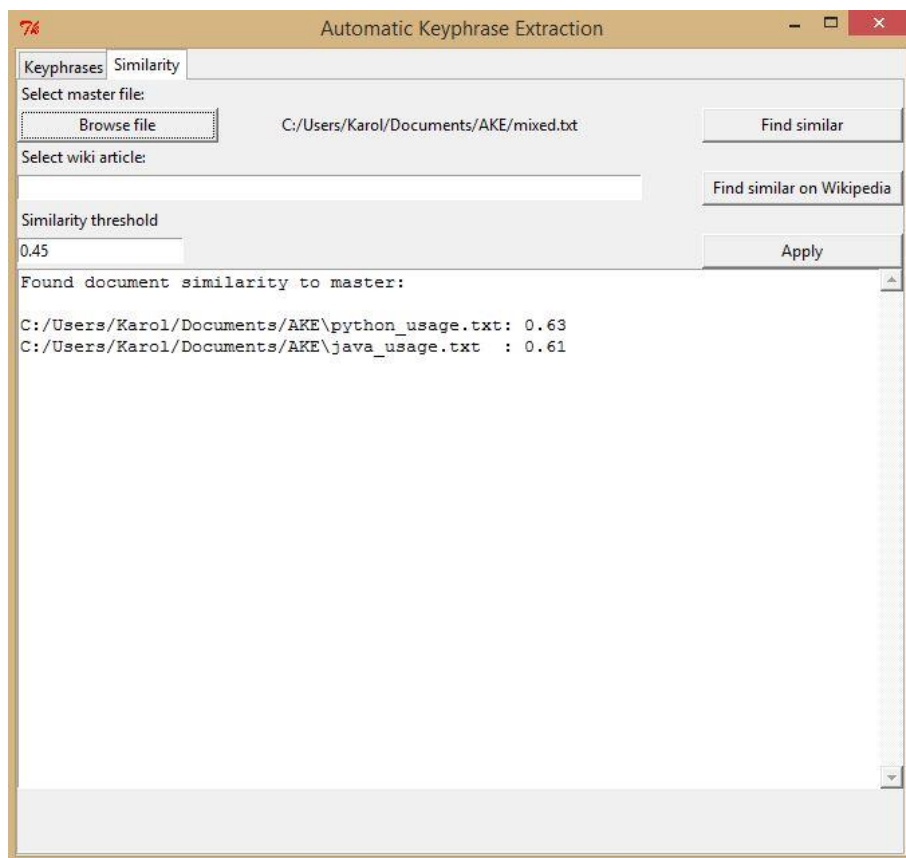 Tk Automatic Keyphrase Extraction
Keyphrases Similarity
Select master file:
Browse file C:/Users/Karol/Documents/AKE/mixed.txt Find similar
Select wiki article:
Find similar on Wikipedia
Similarity threshold
0.45 Apply
Found document similarity to master:
C:/Users/Karol/Documents/AKE\python_usage.txt: 0.63
C:/Users/Karol/Documents/AKE\java_usage.txt  : 0.61